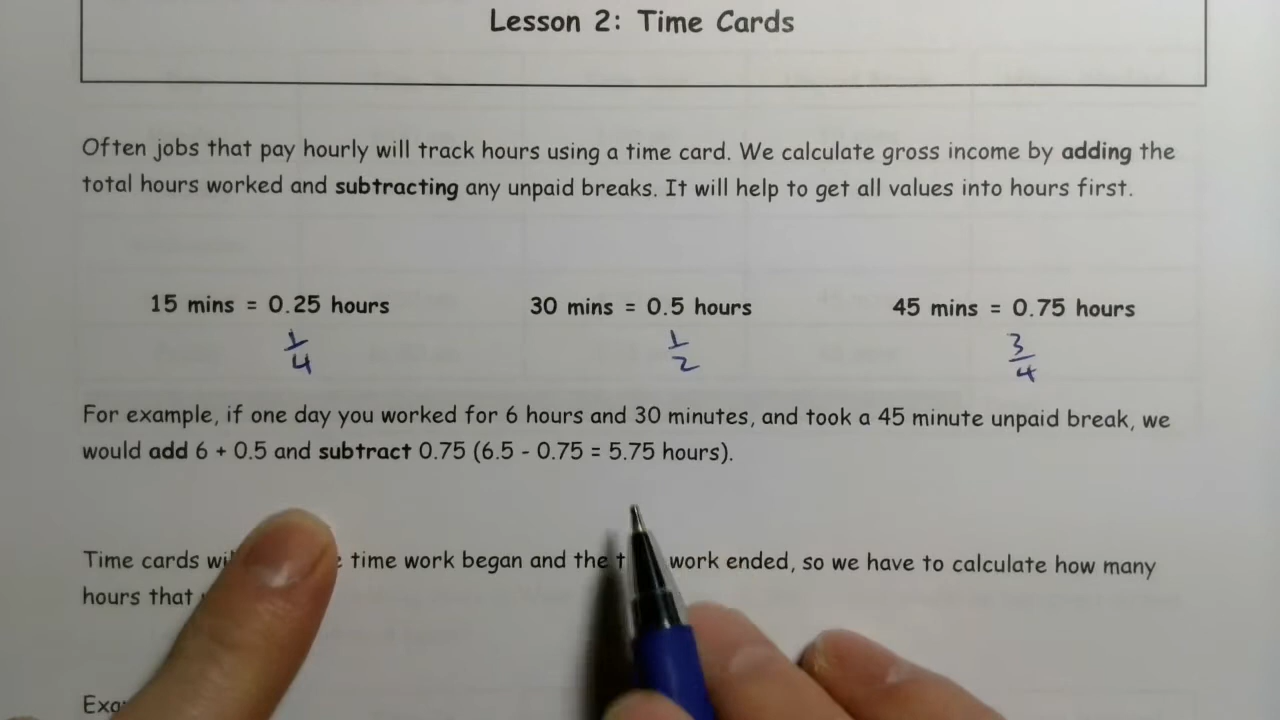 Lesson 2: Time Cards
Often jobs that pay hourly will track hours using a time card. We calculate gross income by adding the
total hours worked and subtracting any unpaid breaks. It will help to get all values into hours first.
15 mins = 0.25 hours 30 mins = 0.5 hours 45 mins = 0.75 hours
1/4 1/2 3/4
For example, if one day you worked for 6 hours and 30 minutes, and took a 45 minute unpaid break, we
would add 6 + 0.5 and subtract 0.75 (6.5 - 0.75 = 5.75 hours).
Time cards time work began and the work ended, so we have to calculate how many
hours that